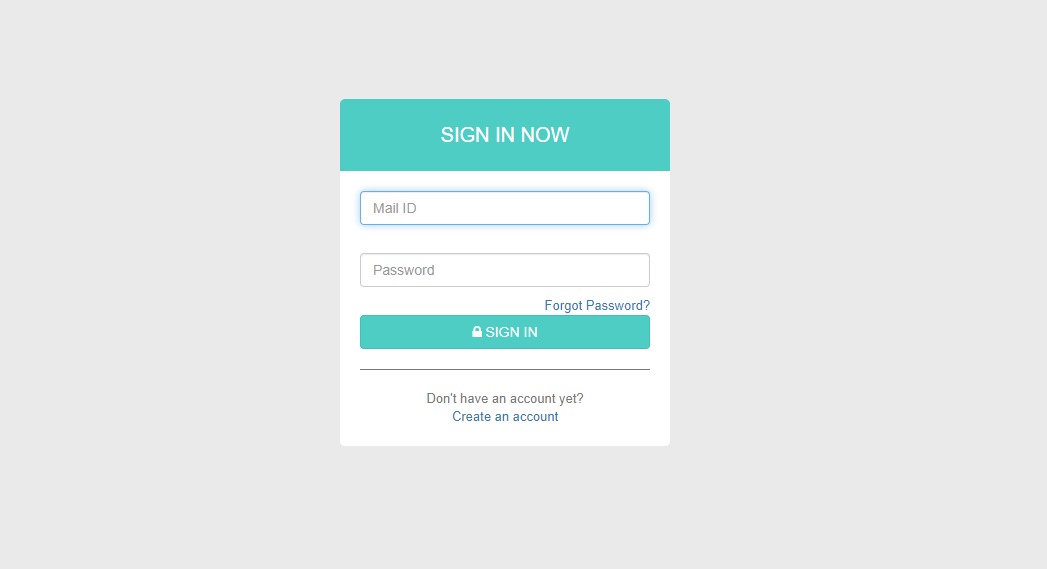 SIGN IN NOW
Mail ID
Password
Forgot Password?
SIGN IN
Don't have an account yet?
Create an account